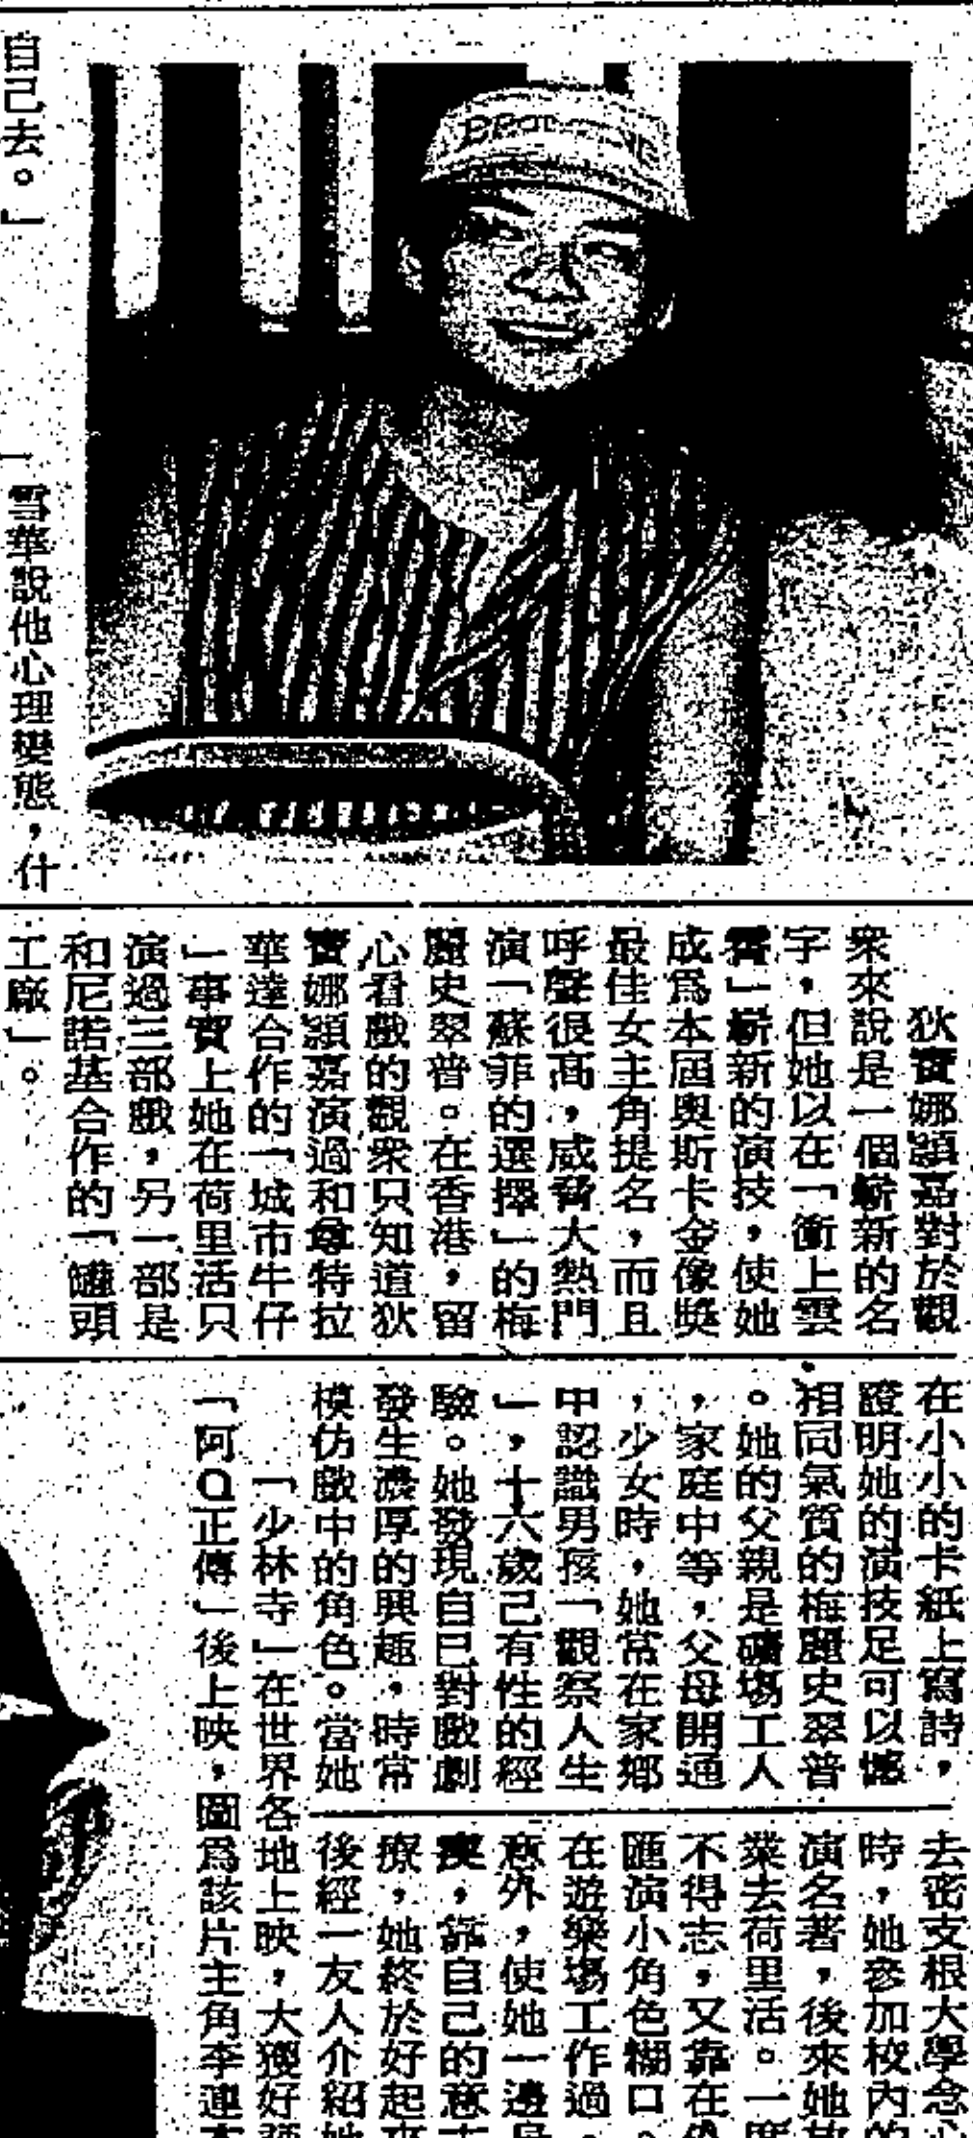 自己去。」
雪華說他心理變態，什
狄寶娜頴嘉對於觀
衆來說是一個嶄新的名
字，但她以在「衝上雲
霄」嶄新的演技，使她
成爲本屆奧斯卡金像獎
最佳女主角提名，而且
呼聲很高，威脅大熱門
演「蘇菲的選擇」的梅
麗史翠普。在香港，留
心看戲的觀衆只知道狄
寶娜頴嘉演過和尊特拉
華達合作的「城市牛仔
」事實上她在荷里活只
演過三部戲，另一部是
和尼諾基合作的「罐頭
工廠」。
在小小的卡紙上寫詩，
證明她的演技足可以憾
相同氣質的梅麗史翠普
。她的父親是礦場工人
，家庭中等，父母開通
，少女時，她常在家鄉
中認識男孩「觀察人生
」，十六歲己有性的經
驗。她發現自已對戲劇
發生濃厚的興趣，時常
模仿戲中的角色。當她
去密支根大學念心
時，她參加校內的
演名著，後來她放
業去荷里活。一度
不得志，又靠在
匯演小角色糊口。
在遊樂場工作過。
意外，使她一邊
，靠自己的意志
療，她終於好起來
後經一友人介紹她
「少林寺」在世界各地上映，大獲好
「阿Q正傳」後上映，圖爲該片主角李連